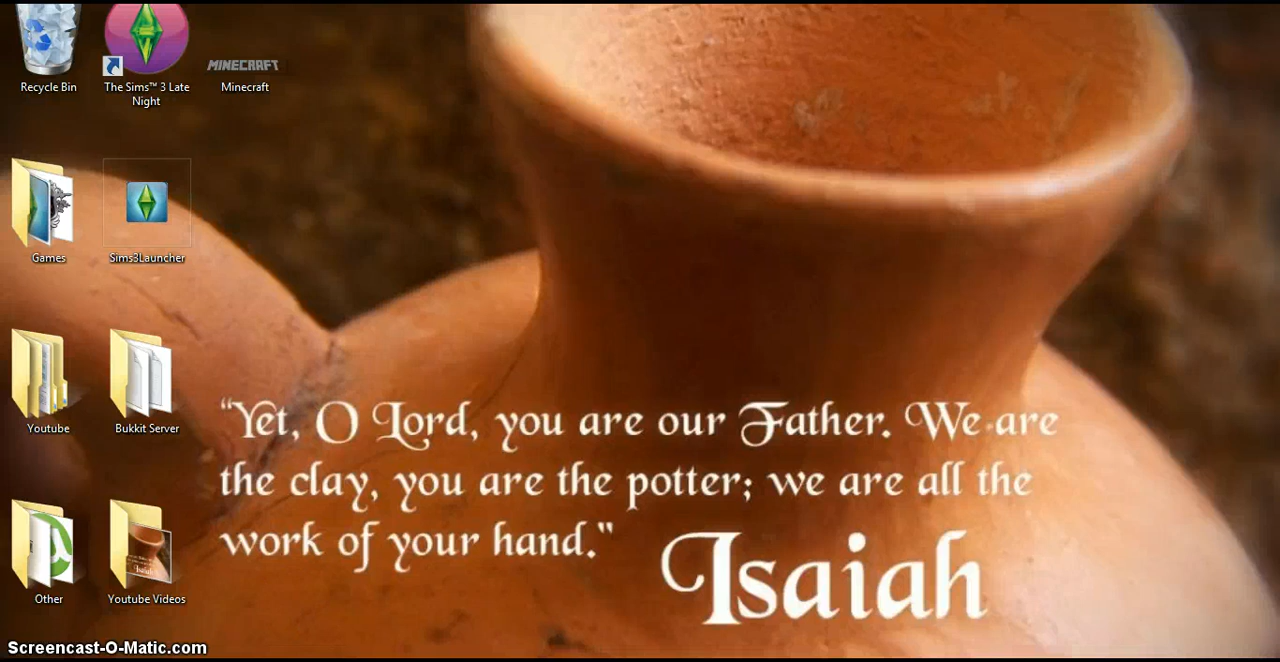 MINECRAFT
Recycle Bin
The Sims™ 3 Late
Night
Minecraft
Games
Sims3Launcher
Youtube
Bukkit Server
Other
Youtube Videos
“Yet, O Lord, you are our Father. We are
the clay, you are the potter; we are all the
work of your hand."
Isaiah
Screencast-O-Matic.com